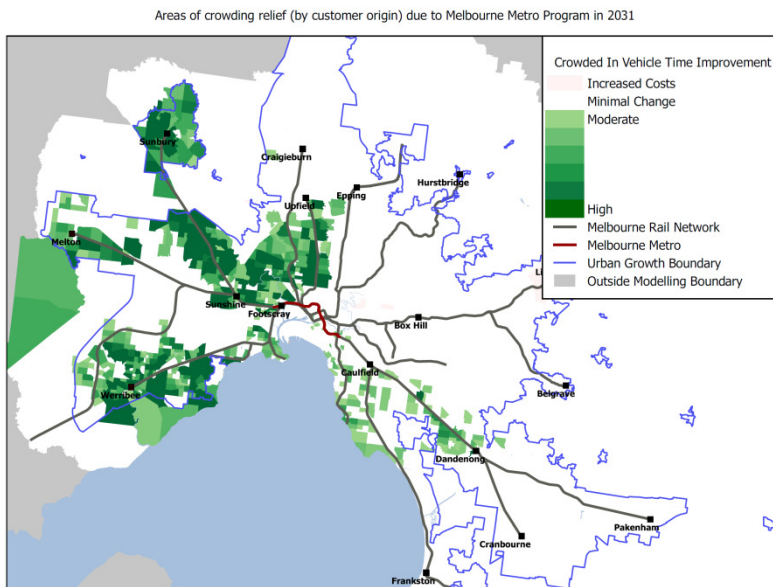 Areas of crowding relief (by customer origin) due to Melbourne Metro Program in 2031
Crowded In Vehicle Time Improvement
Increased Costs
Minimal Change
Moderate
High
Melbourne Rail Network
Melbourne Metro
Urban Growth Boundary
Outside Modelling Boundary
Sunbury
Craigieburn
Epping
Hurstbridge
Upfield
Melton
Li
Sunshine
Footscray
Box Hill
Caulfield
Werribee
Belgrave
Dandenong
Pakenham
Cranbourne
Frankston